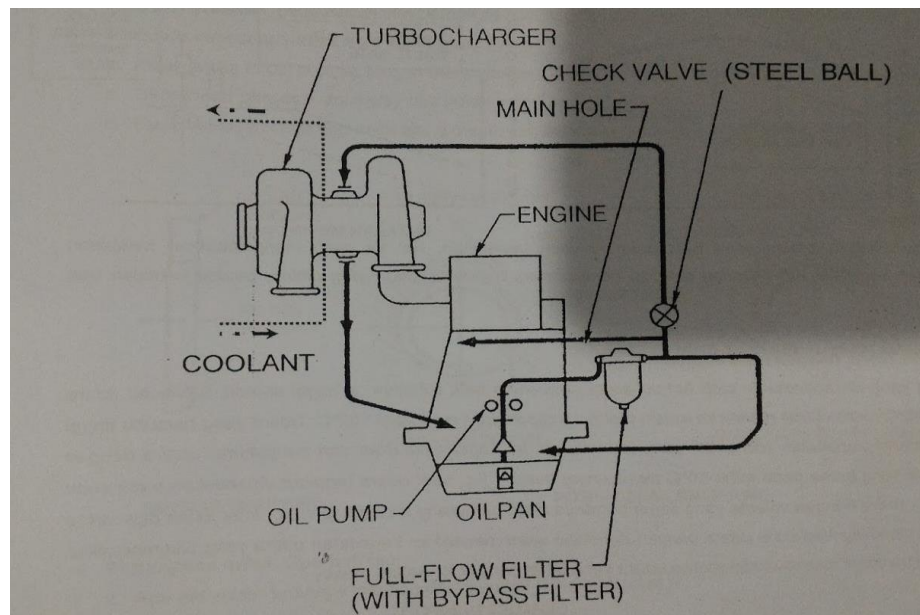 TURBOCHARGER
CHECK VALVE (STEEL BALL)
MAIN HOLE
ENGINE
COOLANT
OIL PUMP
OILPAN
FULL-FLOW FILTER
(WITH BYPASS FILTER)